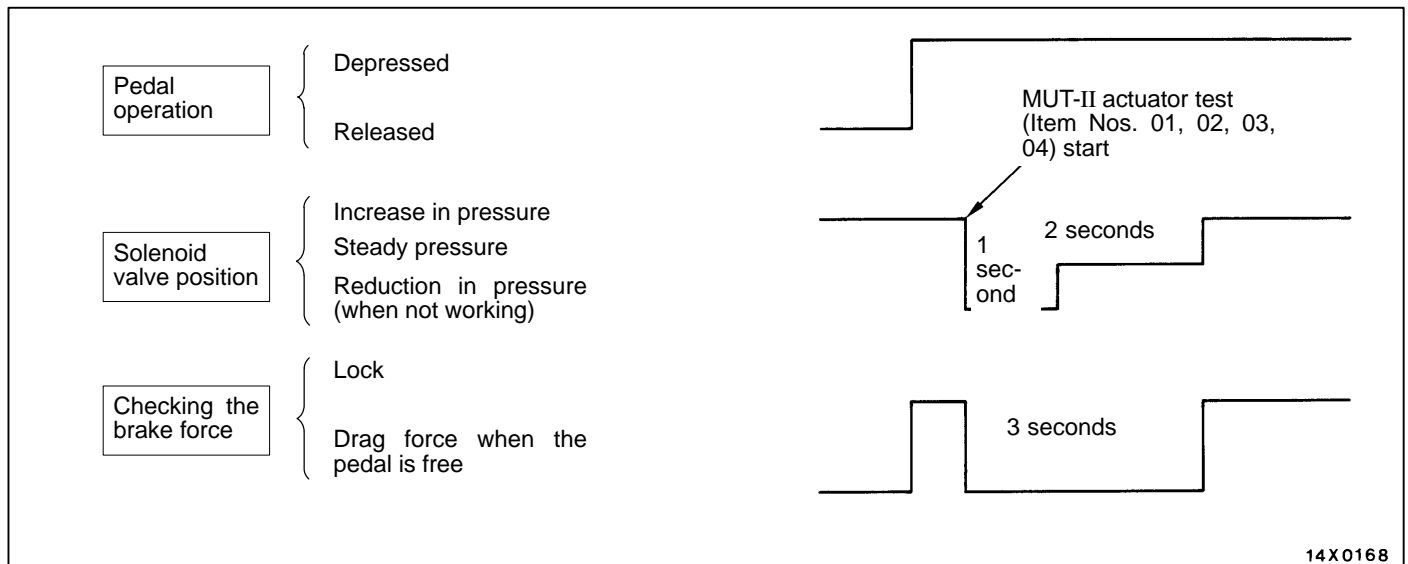 Pedal
operation
Depressed
Released
MUT-II actuator test
(Item Nos. 01, 02, 03,
04) start
Solenoid
valve position
Increase in pressure
Steady pressure
Reduction in pressure
(when not working)
1
sec-
ond
2 seconds
Checking the
brake force
Lock
Drag force when the
pedal is free
3 seconds
14X0168